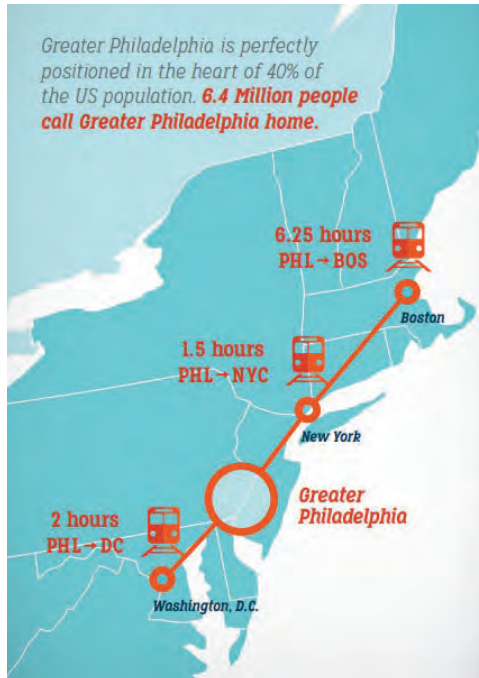 Greater Philadelphia is perfectly
positioned in the heart of 40% of
the US population. 6.4 Million people
call Greater Philadelphia home.
6.25 hours
PHL→BOS
Boston
1.5 hours
PHL→NYC
New York
Greater
Philadelphia
2 hours
PHL→DC
Washington, D.C.